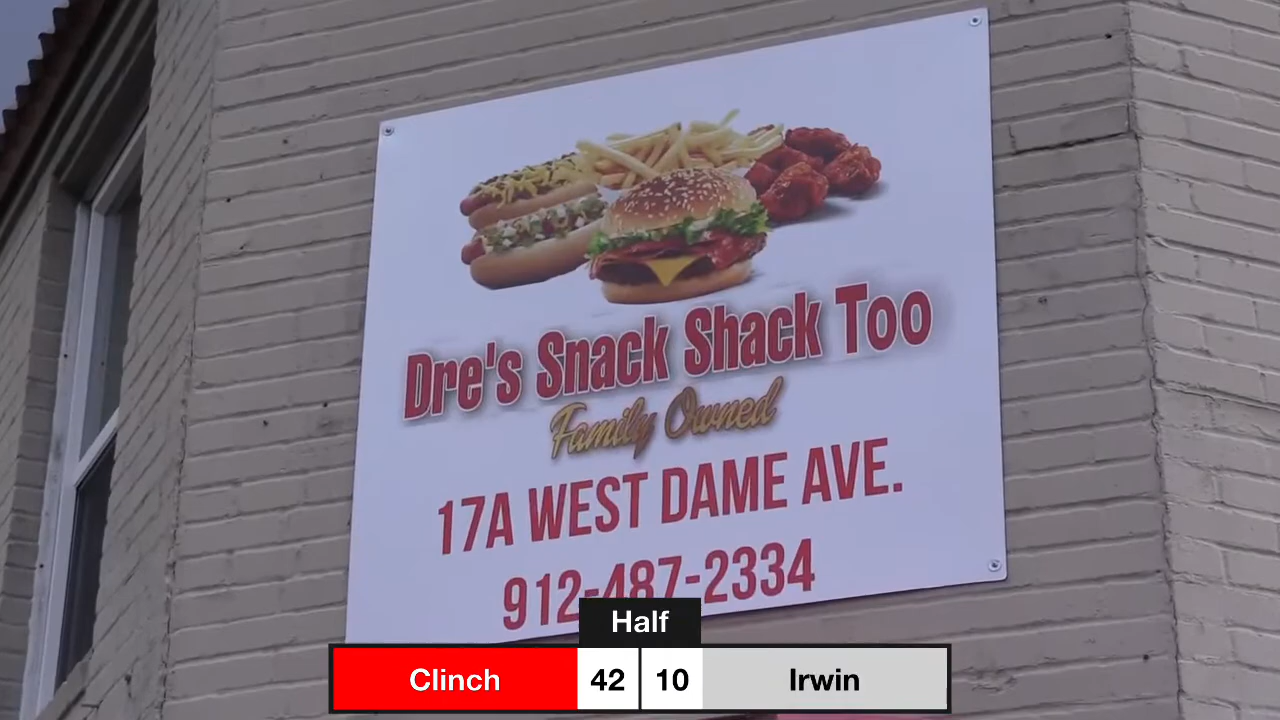 Dre's Snack Shack Too
Family Owned
17A WEST DAME AVE.
912-487-2334
Half
Clinch 42 10 Irwin